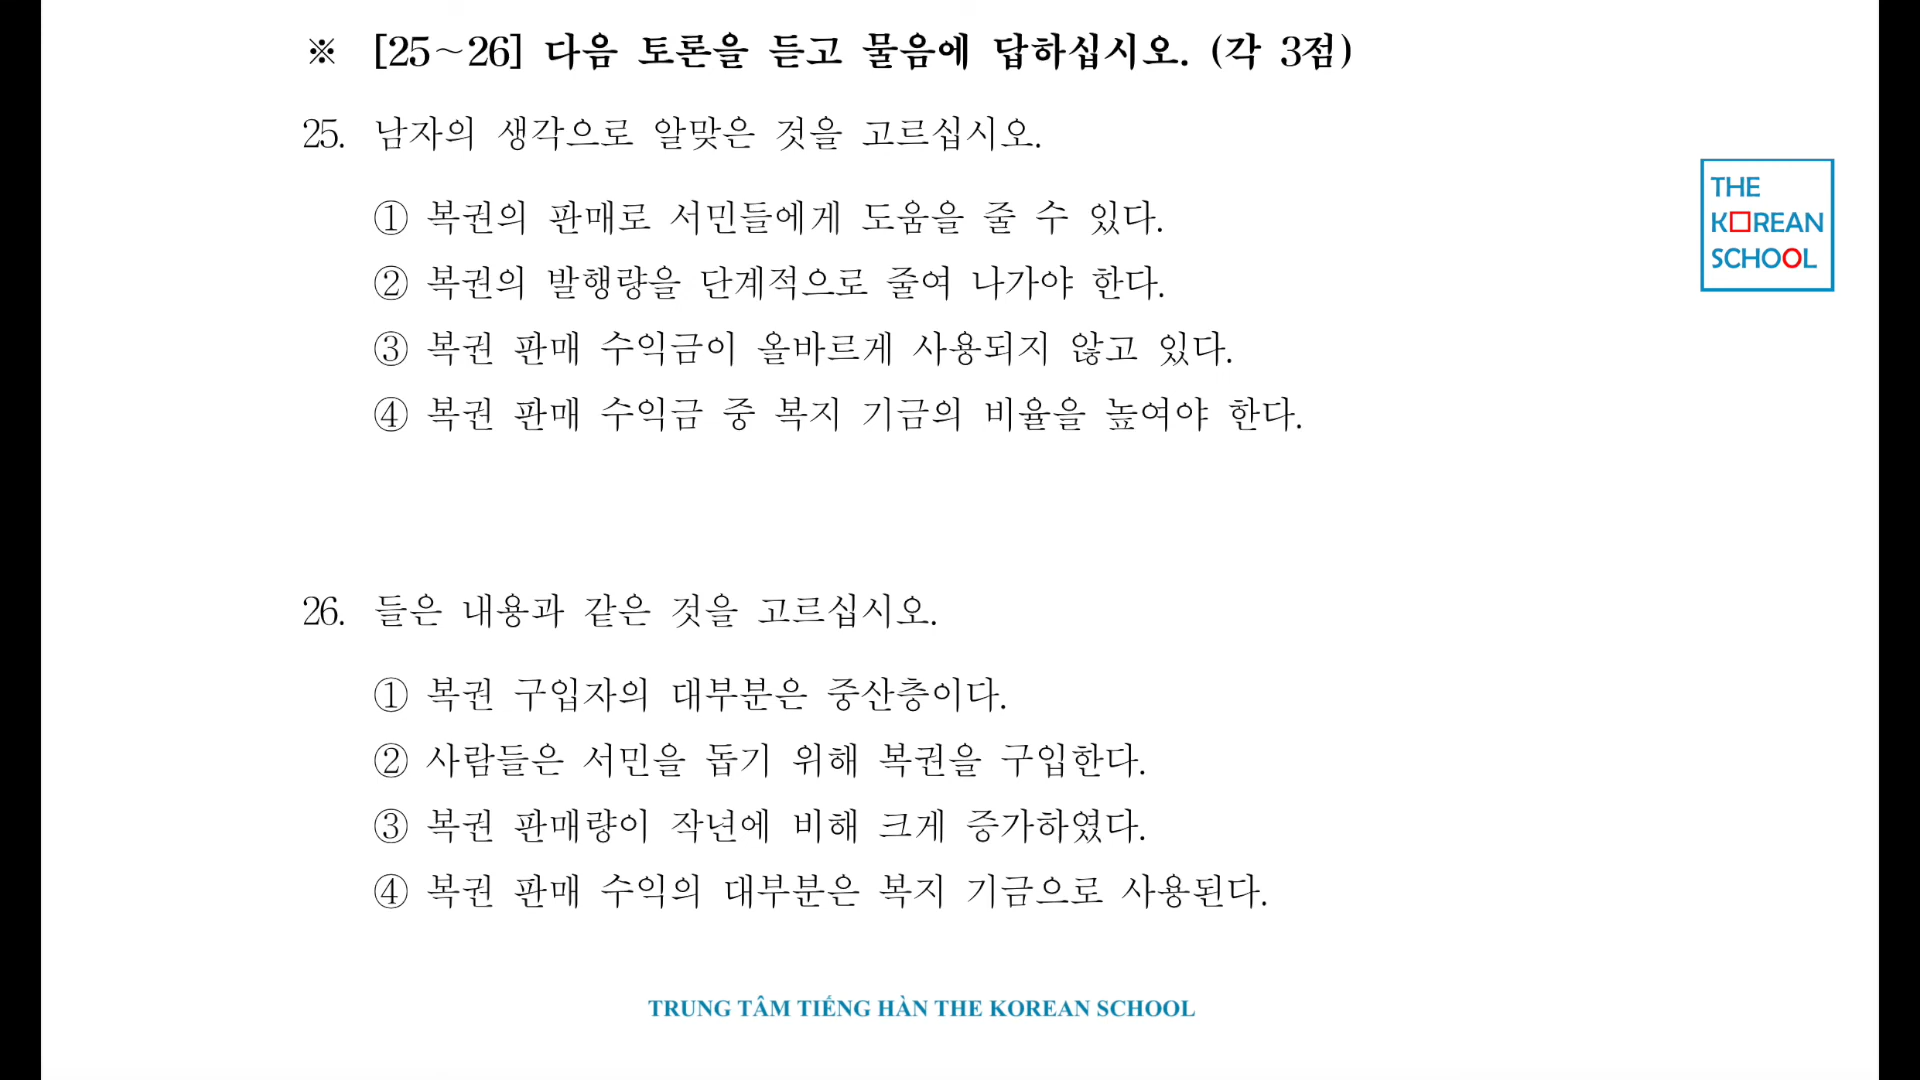 ※ [25~26] 다음 토론을 듣고 물음에 답하십시오. (각 3점)
25. 남자의 생각으로 알맞은 것을 고르십시오.
① 복권의 판매로 서민들에게 도움을 줄 수 있다.
② 복권의 발행량을 단계적으로 줄여 나가야 한다.
③ 복권 판매 수익금이 올바르게 사용되지 않고 있다.
④ 복권 판매 수익금 중 복지 기금의 비율을 높여야 한다.
THE
KOREAN
SCHOOL
26. 들은 내용과 같은 것을 고르십시오.
① 복권 구입자의 대부분은 중산층이다.
② 사람들은 서민을 돕기 위해 복권을 구입한다.
③ 복권 판매량이 작년에 비해 크게 증가하였다.
④ 복권 판매 수익의 대부분은 복지 기금으로 사용된다.
TRUNG TÂM TIẾNG HÀN THE KOREAN SCHOOL